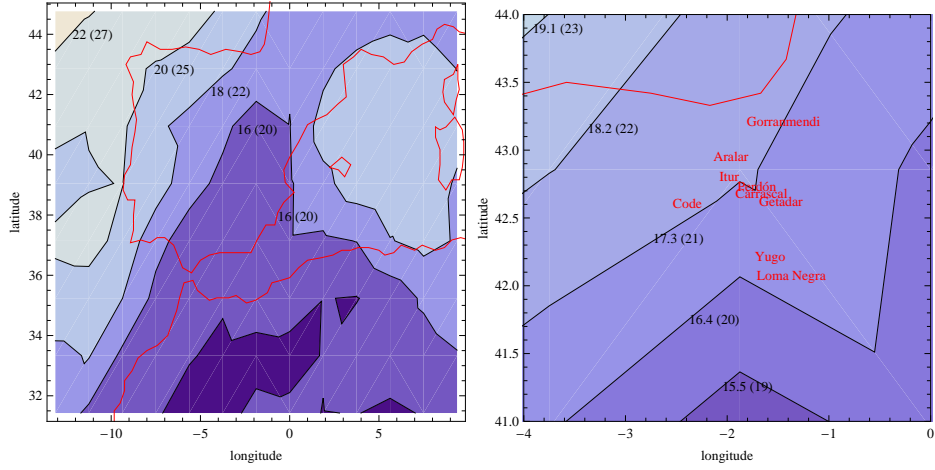 44
42
40
38
36
34
32
latitude
22 (27)
20 (25)
18 (22)
16 (20)
16 (20)
−10
−5
0
5
longitude
44.0
43.5
43.0
42.5
42.0
41.5
41.0
latitude
19.1 (23)
18.2 (22)
Gorranmendi
Aralar
Itur
Perdón
Carrascal
Code
Getadar
17.3 (21)
Yugo
Loma Negra
16.4 (20)
15.5 (19)
−4
−3
−2
−1
0
longitude